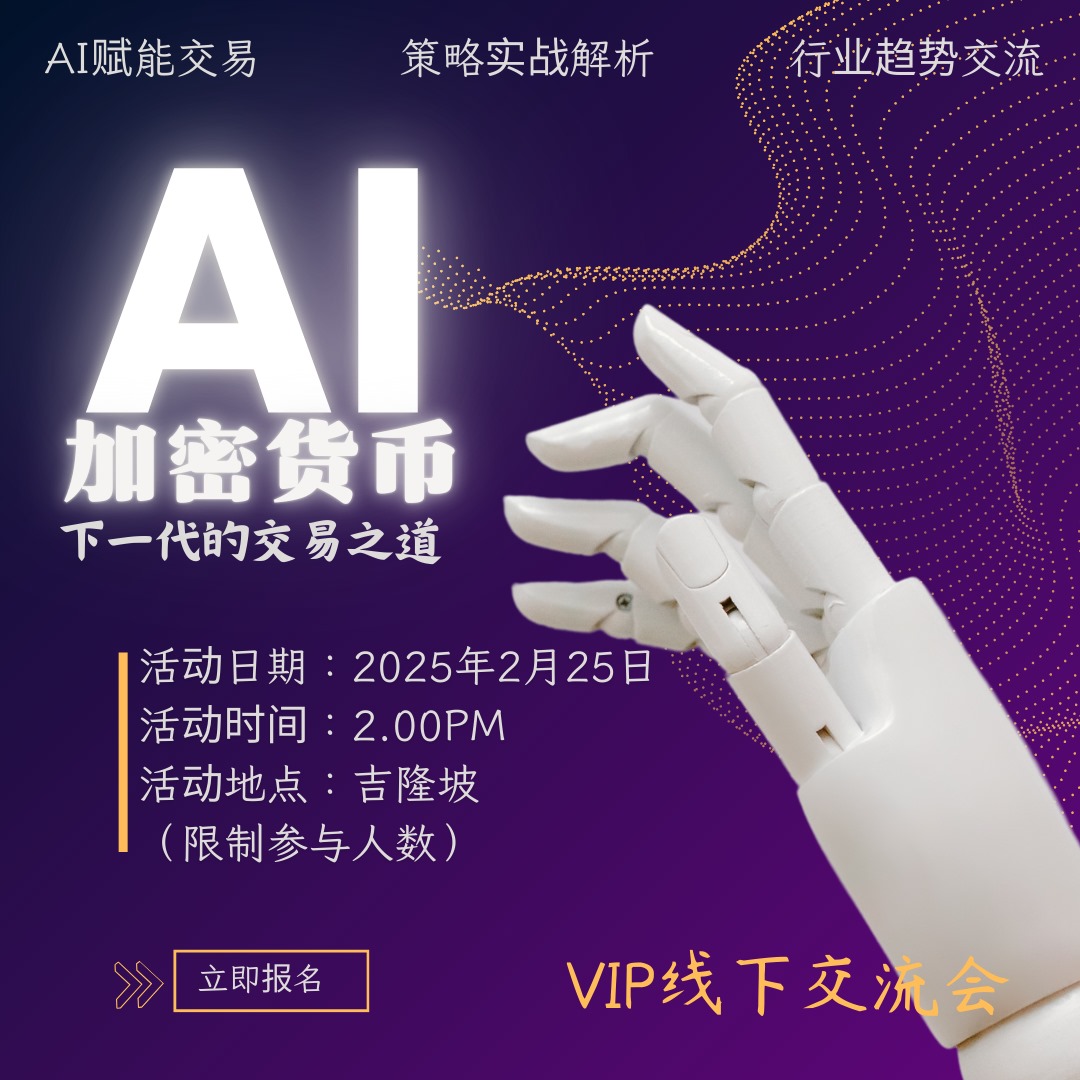 AI赋能交易
策略实战解析
行业趋势交流
AI
加密货币
下一代的交易之道
活动日期：2025年2月25日
活动时间：2.00PM
活动地点：吉隆坡
（限制参与人数）
立即报名
VIP线下交流会